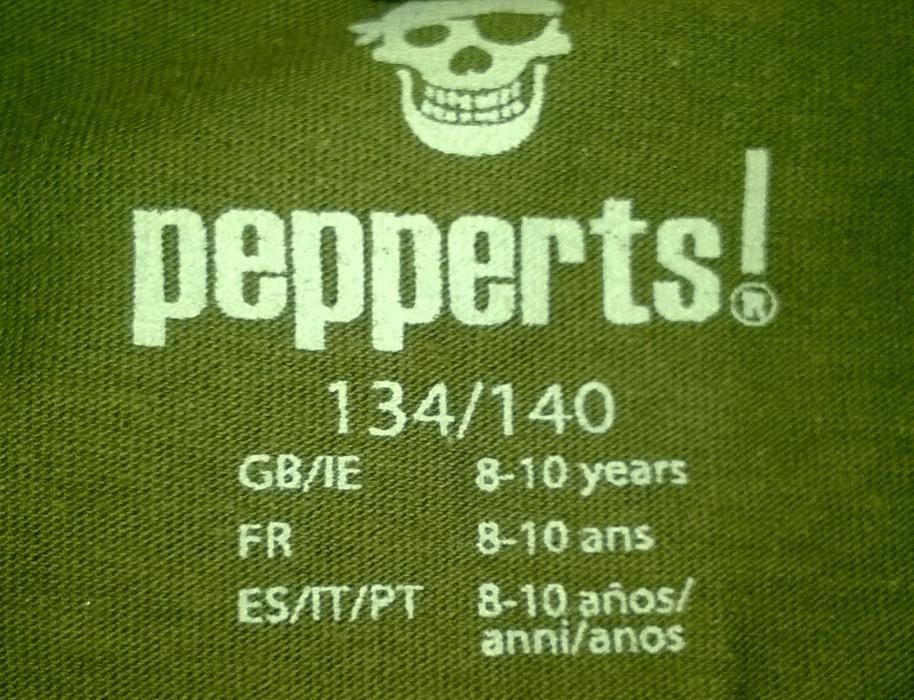 pepperts!®
134/140
GB/IE 8-10 years
FR 8-10 ans
ES/IT/PT 8-10 años/
anni/anos